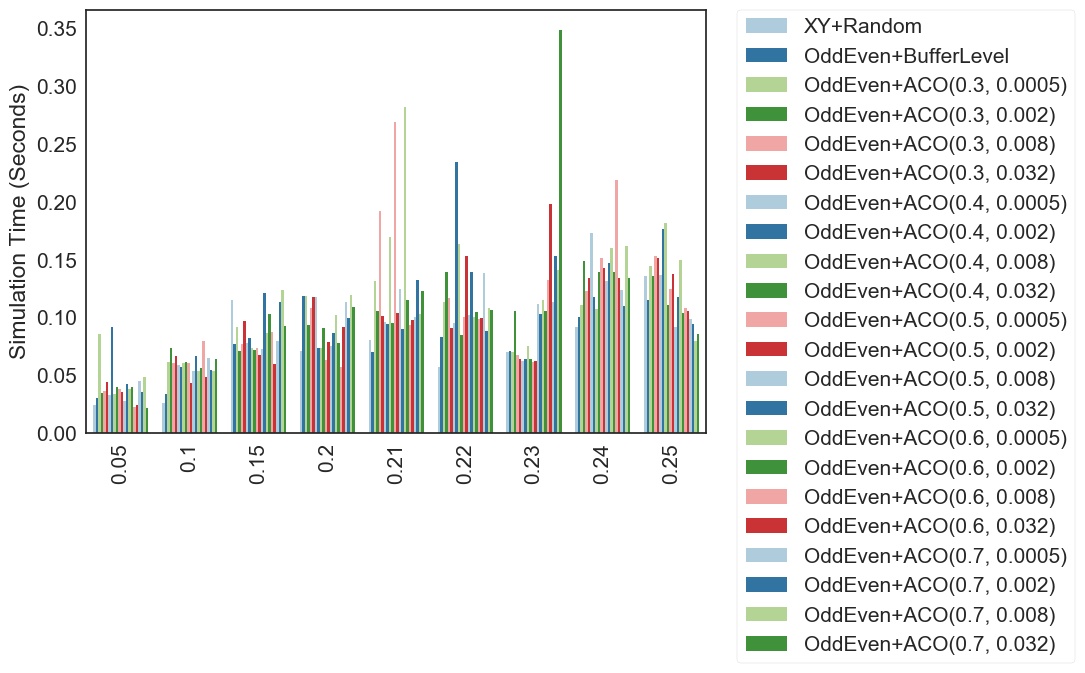 Simulation Time (Seconds)
0.35
0.30
0.25
0.20
0.15
0.10
0.05
0.00
0.05
0.1
0.15
0.2
0.21
0.22
0.23
0.24
0.25
XY+Random
OddEven+BufferLevel
OddEven+ACO(0.3, 0.0005)
OddEven+ACO(0.3, 0.002)
OddEven+ACO(0.3, 0.008)
OddEven+ACO(0.3, 0.032)
OddEven+ACO(0.4, 0.0005)
OddEven+ACO(0.4, 0.002)
OddEven+ACO(0.4, 0.008)
OddEven+ACO(0.4, 0.032)
OddEven+ACO(0.5, 0.0005)
OddEven+ACO(0.5, 0.002)
OddEven+ACO(0.5, 0.008)
OddEven+ACO(0.5, 0.032)
OddEven+ACO(0.6, 0.0005)
OddEven+ACO(0.6, 0.002)
OddEven+ACO(0.6, 0.008)
OddEven+ACO(0.6, 0.032)
OddEven+ACO(0.7, 0.0005)
OddEven+ACO(0.7, 0.002)
OddEven+ACO(0.7, 0.008)
OddEven+ACO(0.7, 0.032)